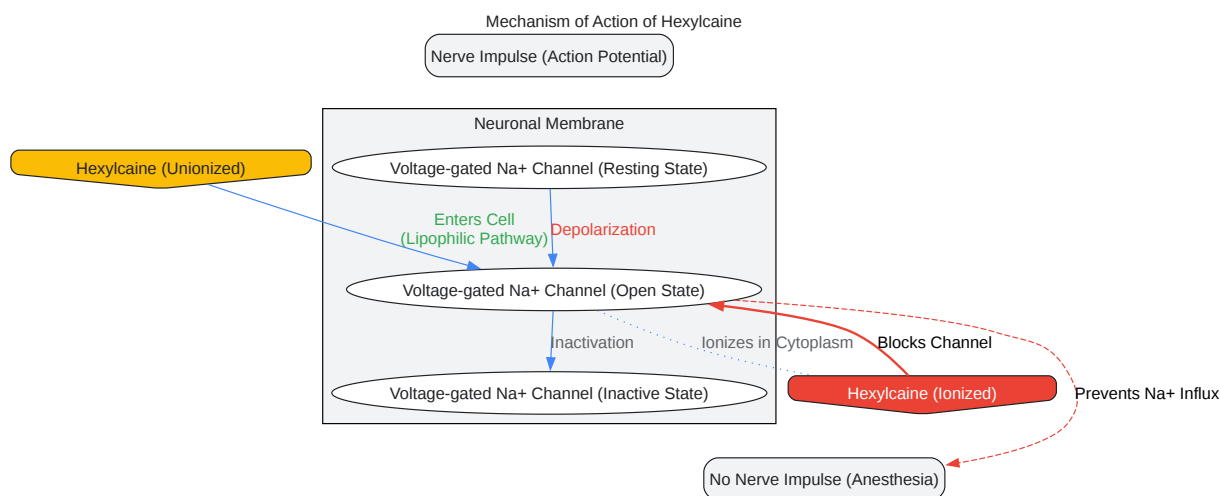 Mechanism of Action of Hexylcaine
Nerve Impulse (Action Potential)
Neuronal Membrane
Hexylcaine (Unionized)
Voltage-gated Na+ Channel (Resting State)
Enters Cell
(Lipophilic Pathway)
Depolarization
Voltage-gated Na+ Channel (Open State)
Inactivation
Ionizes in Cytoplasm
Blocks Channel
Voltage-gated Na+ Channel (Inactive State)
Hexylcaine (Ionized)
Prevents Na+ Influx
No Nerve Impulse (Anesthesia)